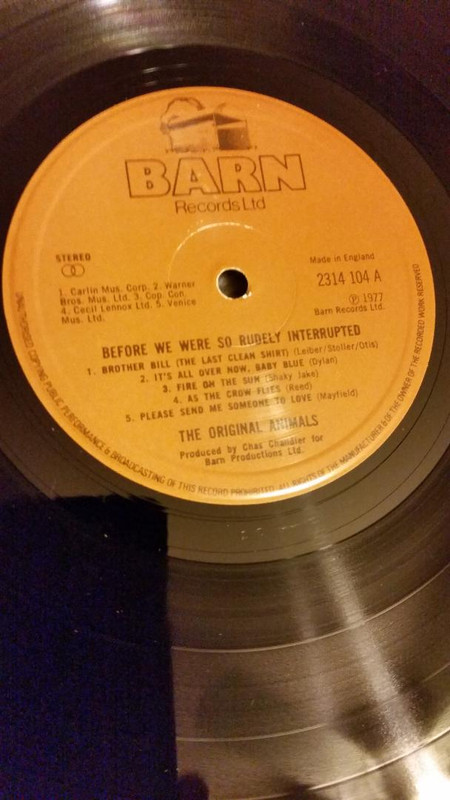 BARN
Records Ltd
STEREO
1. Carlin Mus. Corp. 2. Warner
Bros. Mus. Ltd. 3. Cop. Con.
4. Cecil Lennox Ltd. 5. Venice
Mus. Ltd.
Made in England
2314 104 A
℗ 1977
Barn Records Ltd.
BEFORE WE WERE SO RUDELY INTERRUPTED
1. BROTHER BILL (THE LAST CLEAN SHIRT) (Leiber/Stoller/Otis)
2. IT'S ALL OVER NOW, BABY BLUE (Dylan)
3. FIRE ON THE SUN (Shaky Jake)
4. AS THE CROW FLIES (Reed)
5. PLEASE SEND ME SOMEONE TO LOVE (Mayfield)
THE ORIGINAL ANIMALS
Produced by Chas Chandler for
Barn Productions Ltd.
PUBLIC PERFORMANCE & BROADCASTING OF THIS RECORD PROHIBITED. ALL RIGHTS OF THE MANUFACTURER & OF THE OWNER OF THE RECORDED WORK RESERVED